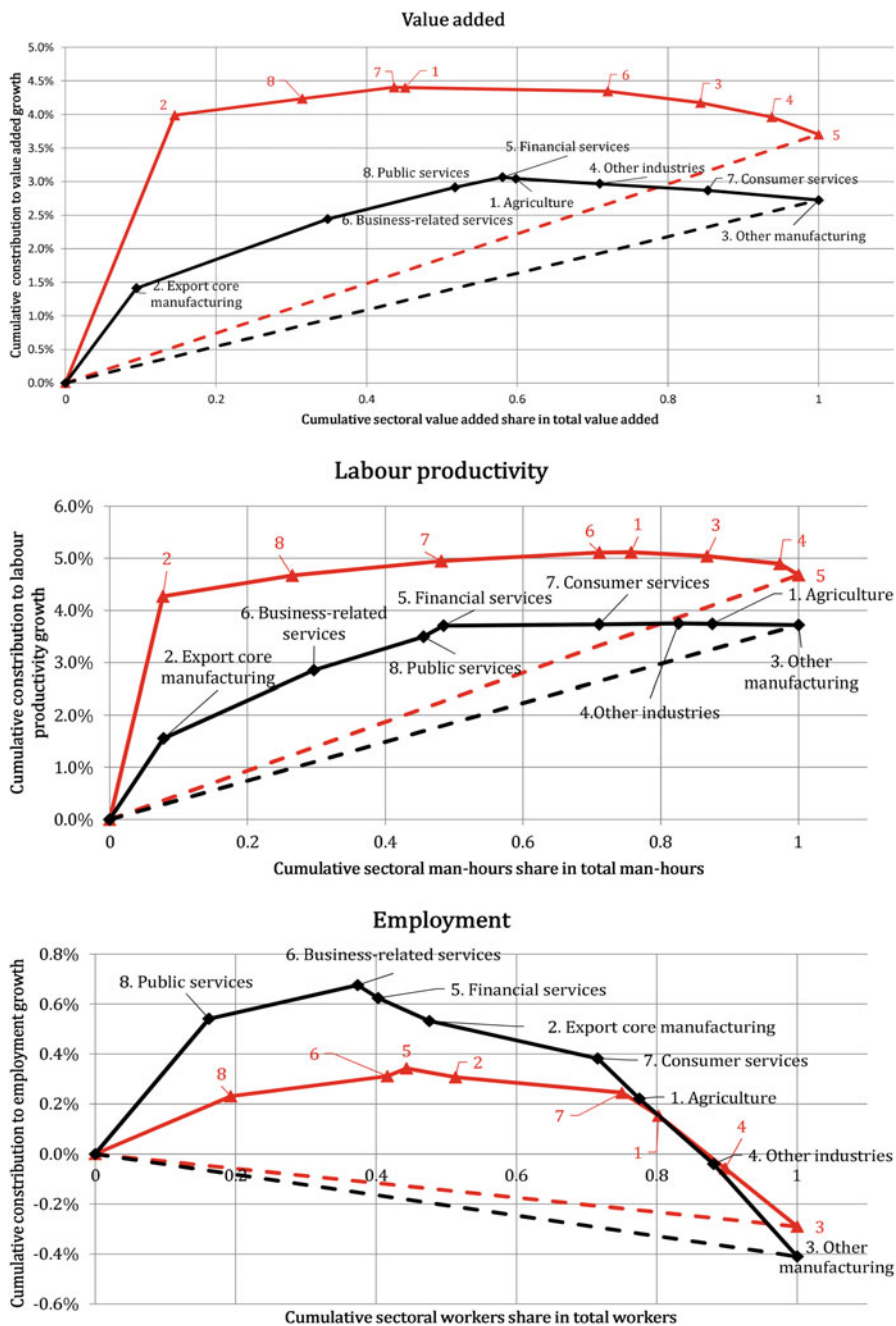 Value added
Cumulative constribution to value added growth
5.0%
4.5%
4.0%
3.5%
3.0%
2.5%
2.0%
1.5%
1.0%
0.5%
0.0%
2
8
7
1
6
3
4
5
5. Financial services
8. Public services
4. Other industries
7. Consumer services
1. Agriculture
6. Business-related services
3. Other manufacturing
2. Export core
manufacturing
0
0.2
0.4
0.6
0.8
1
Cumulative sectoral value added share in total value added
Labour productivity
Cumulative constribution to labour
productivity growth
6.0%
5.0%
4.0%
3.0%
2.0%
1.0%
0.0%
2
8
7
6
1
3
4
5
7. Consumer services
5. Financial services
1. Agriculture
6. Business-related
services
2. Export core
manufacturing
8. Public services
3. Other
manufacturing
4.Other industries
0
0.2
0.4
0.6
0.8
1
Cumulative sectoral man-hours share in total man-hours
Employment
Cumulative constribution to employment growth
0.8%
0.6%
0.4%
0.2%
0.0%
-0.2%
-0.4%
-0.6%
6. Business-related services
8. Public services
5. Financial services
2. Export core manufacturing
7. Consumer services
1. Agriculture
4. Other industries
3. Other
manufacturing
8
6
5
2
7
1
4
3
0
0.2
0.4
0.6
0.8
1
Cumulative sectoral workers share in total workers